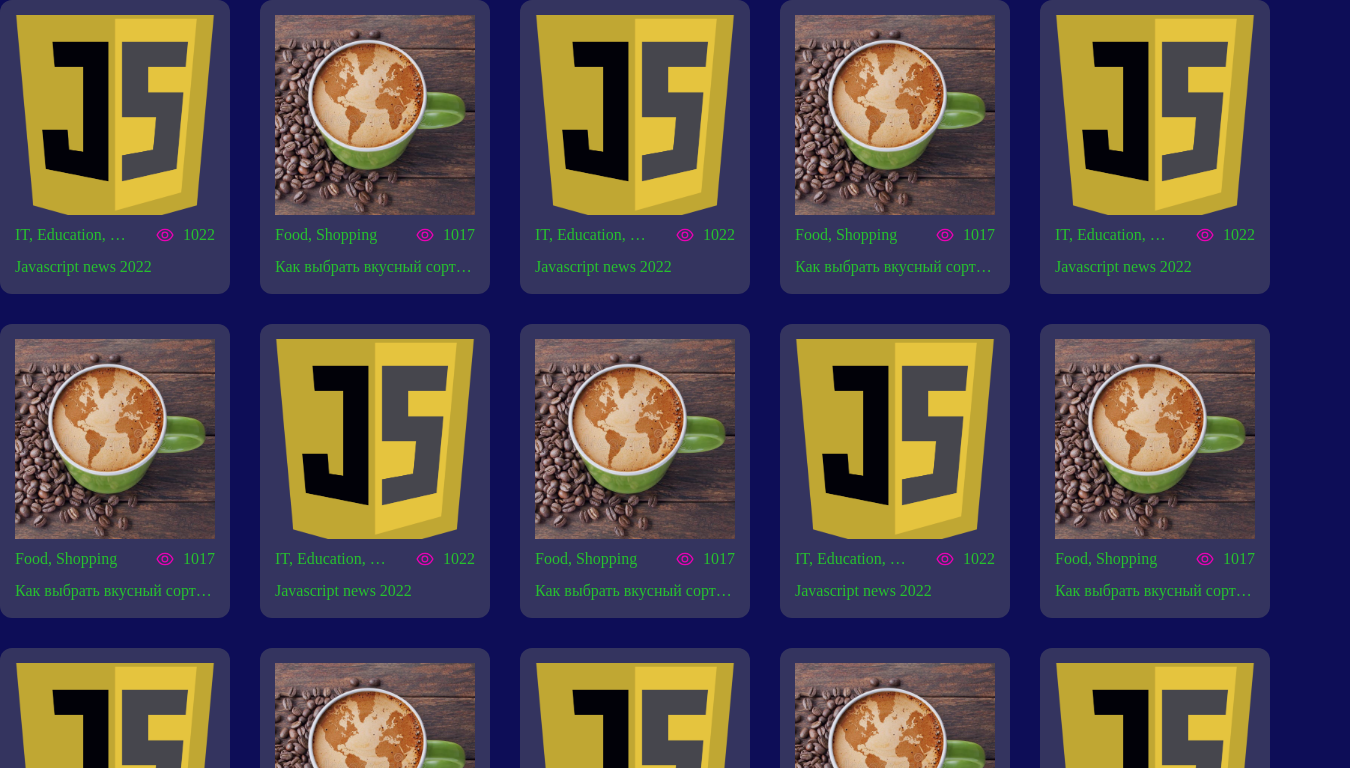 JS JS JS
IT, Education, … 1022 Food, Shopping 1017 IT, Education, … 1022 Food, Shopping 1017 IT, Education, … 1022
Javascript news 2022 Как выбрать вкусный сорт… Javascript news 2022 Как выбрать вкусный сорт… Javascript news 2022
JS JS
Food, Shopping 1017 IT, Education, … 1022 Food, Shopping 1017 IT, Education, … 1022 Food, Shopping 1017
Как выбрать вкусный сорт… Javascript news 2022 Как выбрать вкусный сорт… Javascript news 2022 Как выбрать вкусный сорт…
JS JS JS